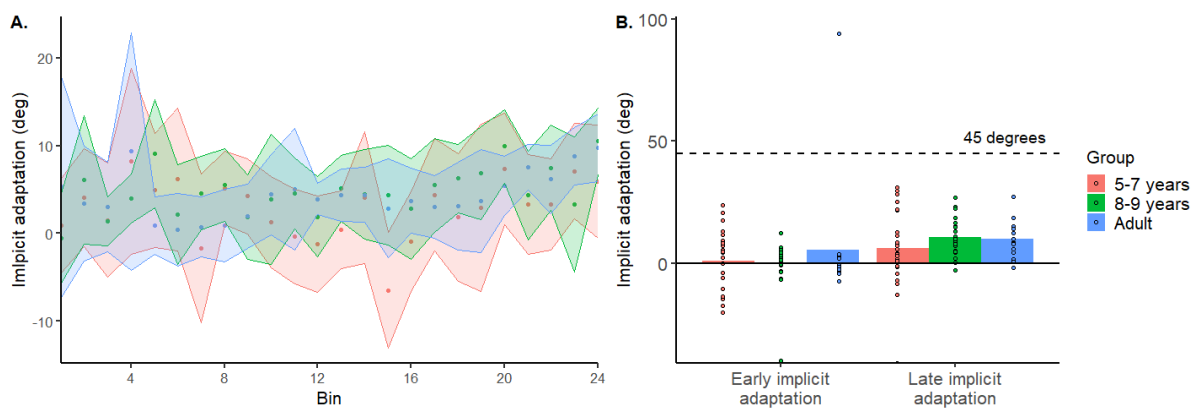 A.
Imlpicit adaptation (deg)
20
10
0
-10
4
8
12
16
20
24
Bin
B.
Implicit adaptation (deg)
100
50
0
45 degrees
Early implicit
adaptation
Late implicit
adaptation
Group
5-7 years
8-9 years
Adult